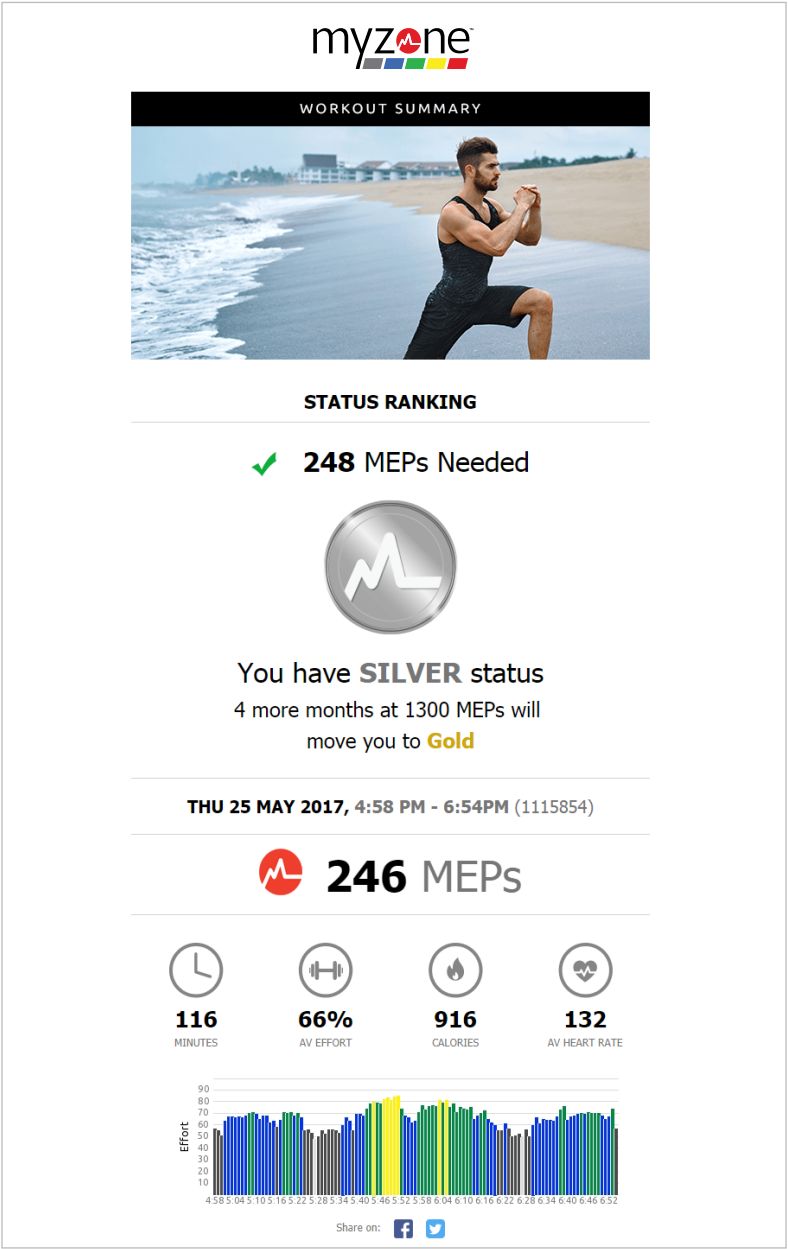 myzone™
WORKOUT SUMMARY
STATUS RANKING
248 MEPs Needed
You have SILVER status
4 more months at 1300 MEPs will
move you to Gold
THU 25 MAY 2017, 4:58 PM - 6:54PM (1115854)
246 MEPs
116 66% 916 132
MINUTES AV EFFORT CALORIES AV HEART RATE
Effort
90
80
70
60
50
40
30
20
10
4:58 5:04 5:10 5:16 5:22 5:28 5:34 5:40 5:46 5:52 5:58 6:04 6:10 6:16 6:22 6:28 6:34 6:40 6:46 6:52
Share on: